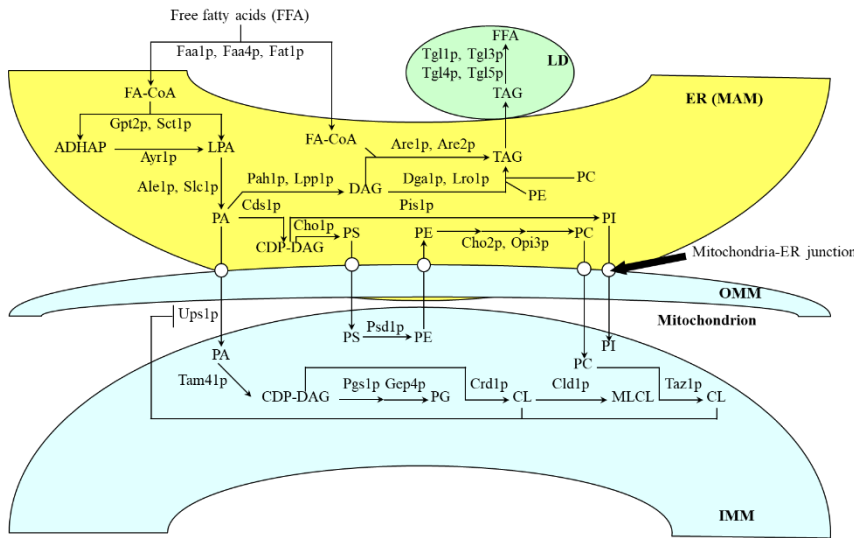 Free fatty acids (FFA)
Faa1p, Faa4p, Fat1p
FFA
Tgl1p, Tgl3p
LD
Tgl4p, Tgl5p
TAG
ER (MAM)
FA-CoA
Gpt2p, Sct1p
FA-CoA
Are1p, Are2p
ADHAP
LPA
TAG
Ayr1p
Ale1p, Slc1p
Pah1p, Lpp1p
DAG
Dga1p, Lro1p
PC
PE
PA
Cds1p
Pis1p
PI
Cho1p
CDP-DAG
PS
PE
Cho2p, Opi3p
PC
Mitochondria-ER junction
OMM
Mitochondrion
Ups1p
PS
Psd1p
PE
PA
PI
PC
Tam41p
CDP-DAG
Pgs1p Gep4p
PG
Crd1p
CL
Cld1p
MLCL
Taz1p
CL
IMM